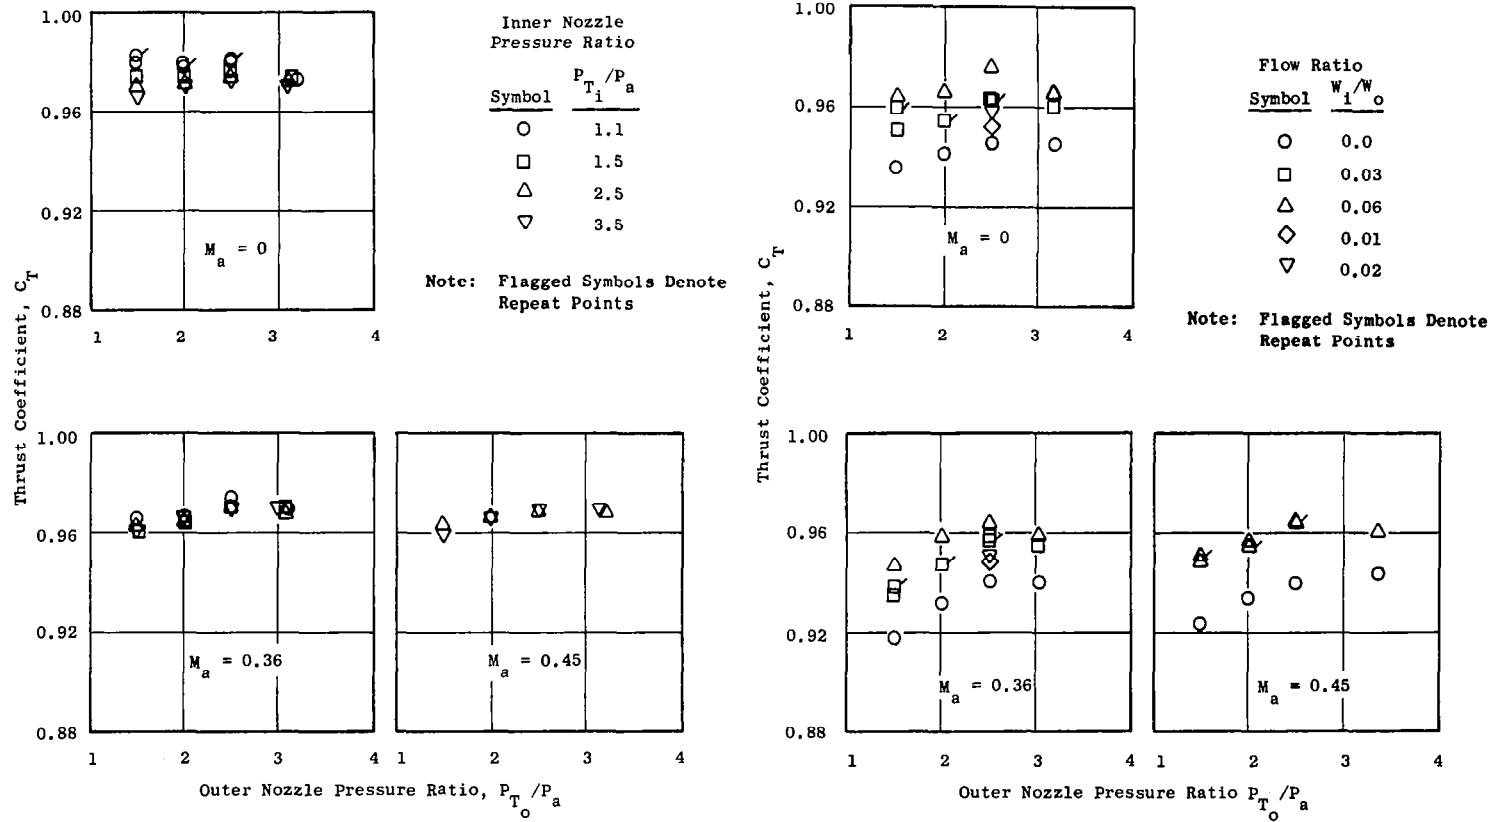 1.00
0.96
0.92
0.88
1 2 3 4
M_a = 0
Inner Nozzle
Pressure Ratio
Symbol P_T_i/P_a
1.1
1.5
2.5
3.5
Note: Flagged Symbols Denote
Repeat Points
Thrust Coefficient, C_T
1.00
0.96
0.92
0.88
1 2 3 4
M_a = 0.36
1 2 3 4
M_a = 0.45
Outer Nozzle Pressure Ratio, P_T_o/P_a
1.00
0.96
0.92
0.88
1 2 3 4
M_a = 0
Flow Ratio
Symbol W_i/W_o
0.0
0.03
0.06
0.01
0.02
Note: Flagged Symbols Denote
Repeat Points
Thrust Coefficient, C_T
1.00
0.96
0.92
0.88
1 2 3 4
M_a = 0.36
1 2 3 4
M_a = 0.45
Outer Nozzle Pressure Ratio P_T_o/P_a